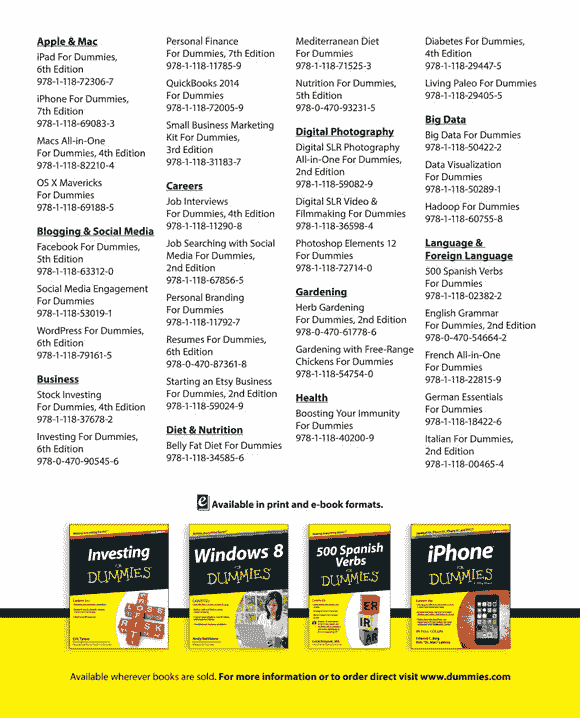 Apple & Mac
iPad For Dummies,
6th Edition
978-1-118-72306-7
iPhone For Dummies,
7th Edition
978-1-118-69083-3
Macs All-in-One
For Dummies, 4th Edition
978-1-118-82210-4
OS X Mavericks
For Dummies
978-1-118-69188-5
Blogging & Social Media
Facebook For Dummies,
5th Edition
978-1-118-63312-0
Social Media Engagement
For Dummies
978-1-118-53019-1
WordPress For Dummies,
6th Edition
978-1-118-79161-5
Business
Stock Investing
For Dummies, 4th Edition
978-1-118-37678-2
Investing For Dummies,
6th Edition
978-0-470-90545-6
Personal Finance
For Dummies, 7th Edition
978-1-118-11785-9
QuickBooks 2014
For Dummies
978-1-118-72005-9
Small Business Marketing
Kit For Dummies,
3rd Edition
978-1-118-31183-7
Careers
Job Interviews
For Dummies, 4th Edition
978-1-118-11290-8
Job Searching with Social
Media For Dummies,
2nd Edition
978-1-118-67856-5
Personal Branding
For Dummies
978-1-118-11792-7
Resumes For Dummies,
6th Edition
978-0-470-87361-8
Starting an Etsy Business
For Dummies, 2nd Edition
978-1-118-59024-9
Diet & Nutrition
Belly Fat Diet For Dummies
978-1-118-34585-6
Mediterranean Diet
For Dummies
978-1-118-71525-3
Nutrition For Dummies,
5th Edition
978-0-470-93231-5
Digital Photography
Digital SLR Photography
All-in-One For Dummies,
2nd Edition
978-1-118-59082-9
Digital SLR Video &
Filmmaking For Dummies
978-1-118-36598-4
Photoshop Elements 12
For Dummies
978-1-118-72714-0
Gardening
Herb Gardening
For Dummies, 2nd Edition
978-0-470-61778-6
Gardening with Free-Range
Chickens For Dummies
978-1-118-54754-0
Health
Boosting Your Immunity
For Dummies
978-1-118-40200-9
Diabetes For Dummies,
4th Edition
978-1-118-29447-5
Living Paleo For Dummies
978-1-118-29405-5
Big Data
Big Data For Dummies
978-1-118-50422-2
Data Visualization
For Dummies
978-1-118-50289-1
Hadoop For Dummies
978-1-118-60755-8
Language &
Foreign Language
500 Spanish Verbs
For Dummies
978-1-118-02382-2
English Grammar
For Dummies, 2nd Edition
978-0-470-54664-2
French All-in-One
For Dummies
978-1-118-22815-9
German Essentials
For Dummies
978-1-118-18422-6
Italian For Dummies,
2nd Edition
978-1-118-00465-4
e Available in print and e-book formats.
Investing
FOR
DUMMIES
Windows 8
FOR
DUMMIES
500 Spanish
Verbs
FOR
DUMMIES
ER
IR
AR
iPhone
FOR
DUMMIES
Available wherever books are sold. For more information or to order direct visit www.dummies.com